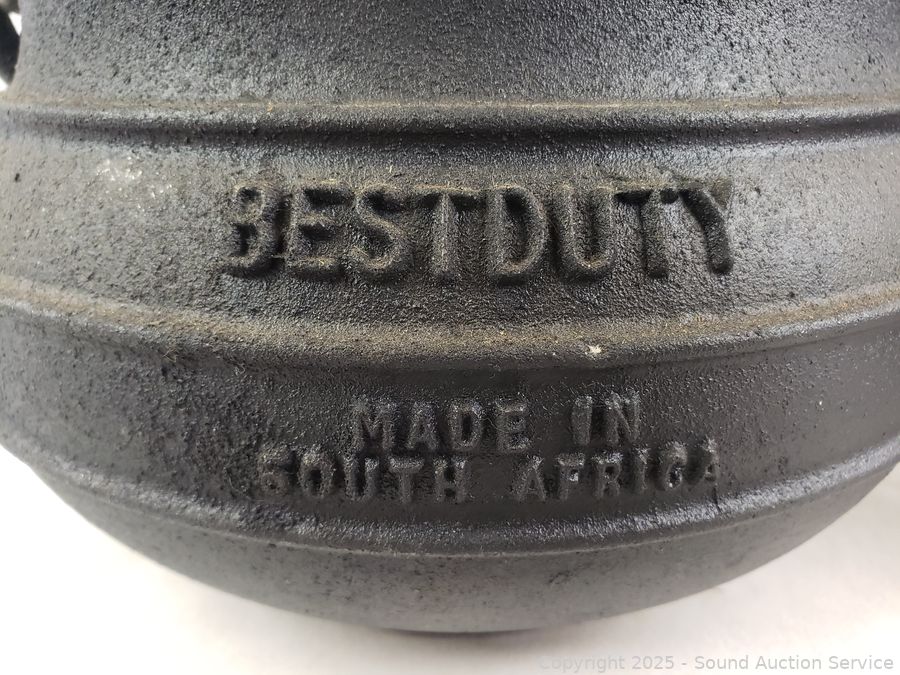 BESTDUTY
MADE IN
SOUTH AFRICA
Copyright 2025 - Sound Auction Service